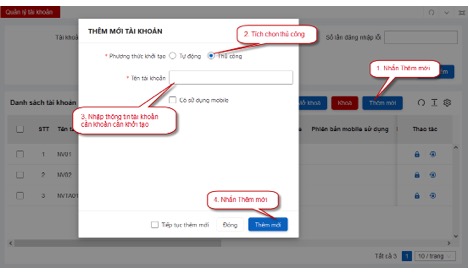 Quản lý tài khoản
THÊM MỚI TÀI KHOẢN
2. Tích chọn thủ công
Tài khoả
Số lần đăng nhập lỗi
* Phương thức khởi tạo Tự động Thủ công
1. Nhấn Thêm mới
* Tên tài khoản
Có sử dụng mobile
Danh sách tài khoản
khoá
Khoá
Thêm mới
3. Nhập thông tin tài khoản
cần khoản cần khởi tạo
STT
Tên tà
Phiên bản mobile sử dụng
Thao tác
1 NV01
2 NV02
3 NV1A01
4. Nhấn Thêm mới
Tiếp tục thêm mới
Đóng
Thêm mới
Tất cả 3
1
10 / trang